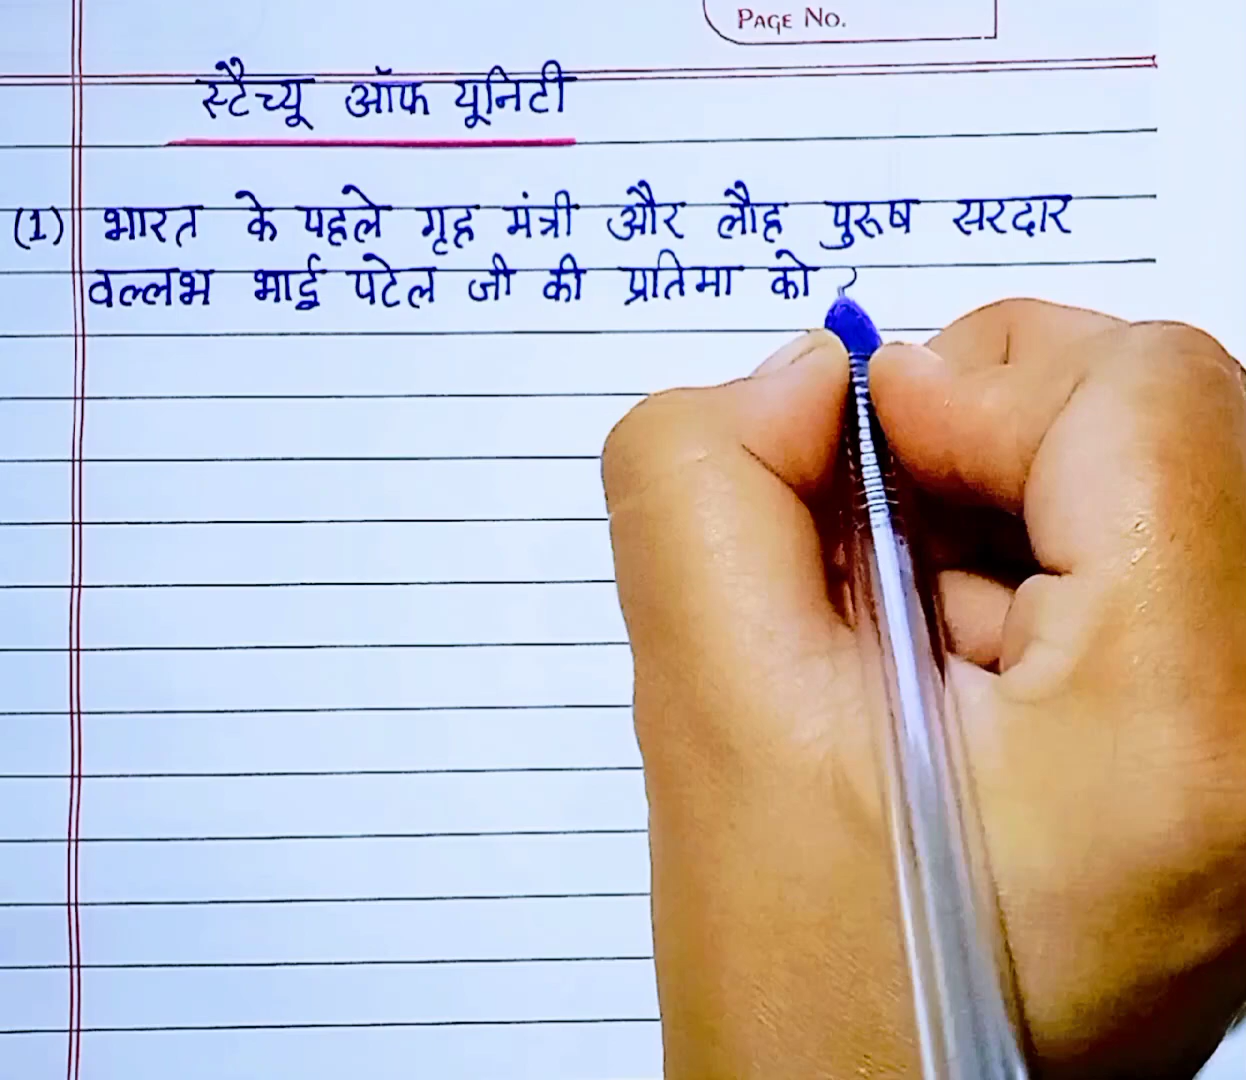 PAGE NO.
स्टैच्यू ऑफ यूनिटी
(1) भारत के पहले गृह मंत्री और लौह पुरूष सरदार
वल्लभ भाई पटेल जी की प्रतिमा को